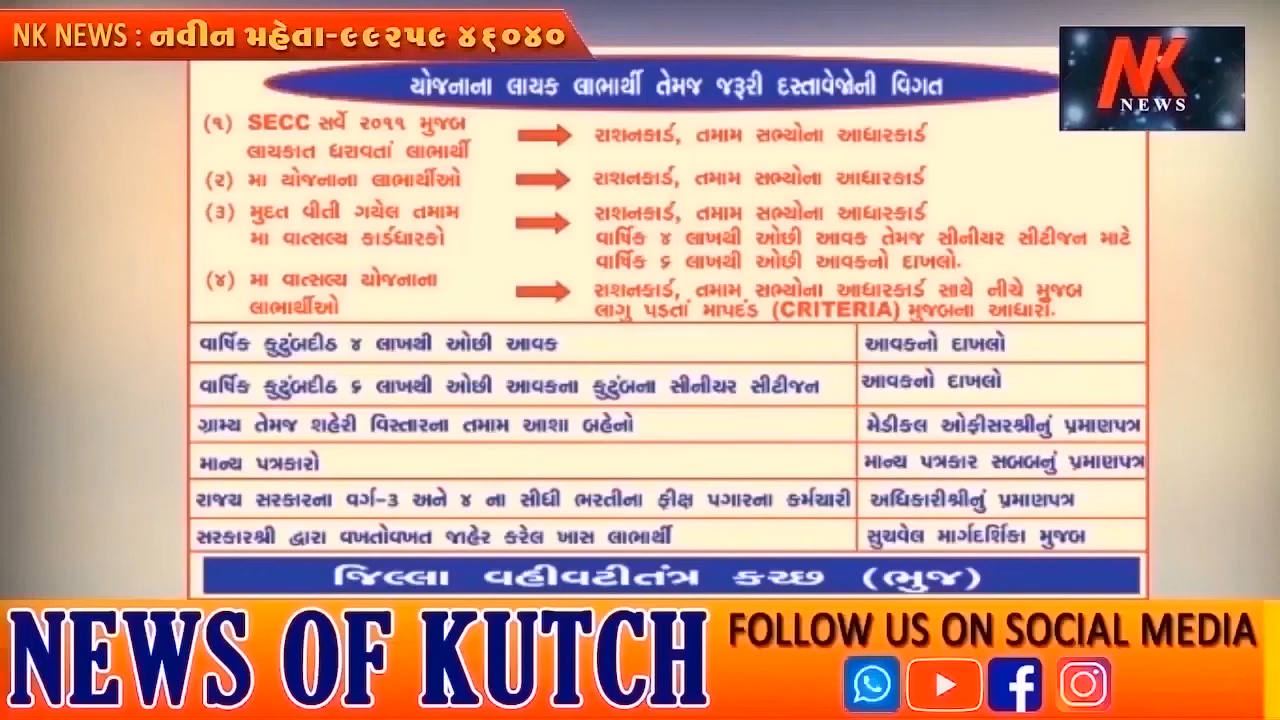 NK NEWS : નવીન મહેતા-૯૯૨૫૯ ૪૬૦૪૦
NK
NEWS
યોજનાના લાયક લાભાર્થી તેમજ જરૂરી દસ્તાવેજોની વિગત
(૧) SECC સર્વે ૨૦૧૧ મુજબ
લાયકાત ધરાવતાં લાભાર્થી
રાશનકાર્ડ, તમામ સભ્યોના આધારકાર્ડ
(૨) મા યોજનાના લાભાર્થીઓ
રાશનકાર્ડ, તમામ સભ્યોના આધારકાર્ડ
(૩) મુદત વીતી ગયેલ તમામ
મા વાત્સલ્ય કાર્ડધારકો
રાશનકાર્ડ, તમામ સભ્યોના આધારકાર્ડ
વાર્ષિક ૪ લાખથી ઓછી આવક તેમજ સીનીયર સીટીજન માટે
વાર્ષિક ૬ લાખથી ઓછી આવકનો દાખલો.
(૪) મા વાત્સલ્ય યોજનાના
લાભાર્થીઓ
રાશનકાર્ડ, તમામ સભ્યોના આધારકાર્ડ સાથે નીચે મુજબ
લાગુ પડતાં માપદંડ (CRITERIA) મુજબના આધારો.
વાર્ષિક કુટુંબદીઠ ૪ લાખથી ઓછી આવક
આવકનો દાખલો
વાર્ષિક કુટુંબદીઠ ૬ લાખથી ઓછી આવકના કુટુંબના સીનીયર સીટીજન
આવકનો દાખલો
ગ્રામ્ય તેમજ શહેરી વિસ્તારના તમામ આશા બહેનો
મેડીકલ ઓફીસરશ્રીનું પ્રમાણપત્ર
માન્ય પત્રકારો
માન્ય પત્રકાર સબબનું પ્રમાણપત્ર
રાજય સરકારના વર્ગ-૩ અને ૪ ના સીધી ભરતીના ફીક્ષ પગારના કર્મચારી
અધિકારીશ્રીનું પ્રમાણપત્ર
સરકારશ્રી દ્વારા વખતોવખત જાહેર કરેલ ખાસ લાભાર્થી
સુચવેલ માર્ગદર્શિકા મુજબ
જિલ્લા વહીવટીતંત્ર કચ્છ (ભુજ)
NEWS OF KUTCH
FOLLOW US ON SOCIAL MEDIA